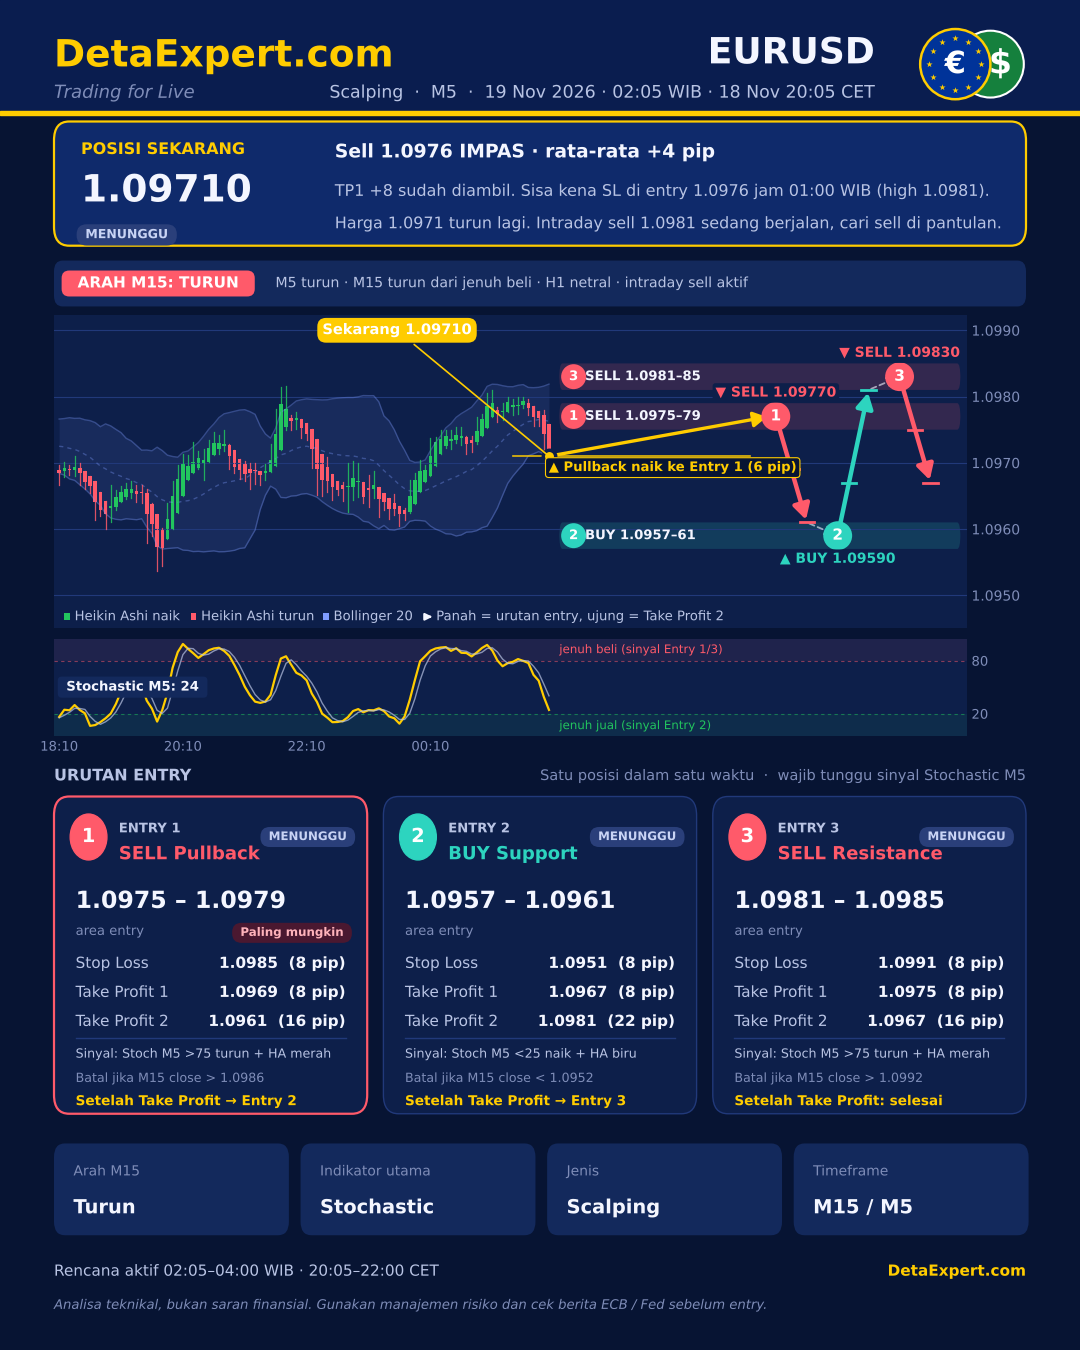 DetaExpert.com
EURUSD
€ $
Trading for Live
Scalping · M5 · 19 Nov 2026 · 02:05 WIB · 18 Nov 20:05 CET
POSISI SEKARANG
1.09710
MENUNGGU
Sell 1.0976 IMPAS · rata-rata +4 pip
TP1 +8 sudah diambil. Sisa kena SL di entry 1.0976 jam 01:00 WIB (high 1.0981).
Harga 1.0971 turun lagi. Intraday sell 1.0981 sedang berjalan, cari sell di pantulan.
ARAH M15: TURUN
M5 turun · M15 turun dari jenuh beli · H1 netral · intraday sell aktif
Sekarang 1.09710
1.0990
▼ SELL 1.09830
3 SELL 1.0981–85
3
▼ SELL 1.09770
1.0980
1 SELL 1.0975–79
1
▲ Pullback naik ke Entry 1 (6 pip)
1.0970
2 BUY 1.0957–61
2
1.0960
▲ BUY 1.09590
1.0950
Heikin Ashi naik
Heikin Ashi turun
Bollinger 20
Panah = urutan entry, ujung = Take Profit 2
jenuh beli (sinyal Entry 1/3)
80
Stochastic M5: 24
20
jenuh jual (sinyal Entry 2)
18:10 20:10 22:10 00:10
URUTAN ENTRY
Satu posisi dalam satu waktu · wajib tunggu sinyal Stochastic M5
1
ENTRY 1
MENUNGGU
SELL Pullback
1.0975 – 1.0979
area entry
Paling mungkin
Stop Loss 1.0985 (8 pip)
Take Profit 1 1.0969 (8 pip)
Take Profit 2 1.0961 (16 pip)
Sinyal: Stoch M5 >75 turun + HA merah
Batal jika M15 close > 1.0986
Setelah Take Profit → Entry 2
2
ENTRY 2
MENUNGGU
BUY Support
1.0957 – 1.0961
area entry
Stop Loss 1.0951 (8 pip)
Take Profit 1 1.0967 (8 pip)
Take Profit 2 1.0981 (22 pip)
Sinyal: Stoch M5 <25 naik + HA biru
Batal jika M15 close < 1.0952
Setelah Take Profit → Entry 3
3
ENTRY 3
MENUNGGU
SELL Resistance
1.0981 – 1.0985
area entry
Stop Loss 1.0991 (8 pip)
Take Profit 1 1.0975 (8 pip)
Take Profit 2 1.0967 (16 pip)
Sinyal: Stoch M5 >75 turun + HA merah
Batal jika M15 close > 1.0992
Setelah Take Profit: selesai
Arah M15
Turun
Indikator utama
Stochastic
Jenis
Scalping
Timeframe
M15 / M5
Rencana aktif 02:05–04:00 WIB · 20:05–22:00 CET
DetaExpert.com
Analisa teknikal, bukan saran finansial. Gunakan manajemen risiko dan cek berita ECB / Fed sebelum entry.